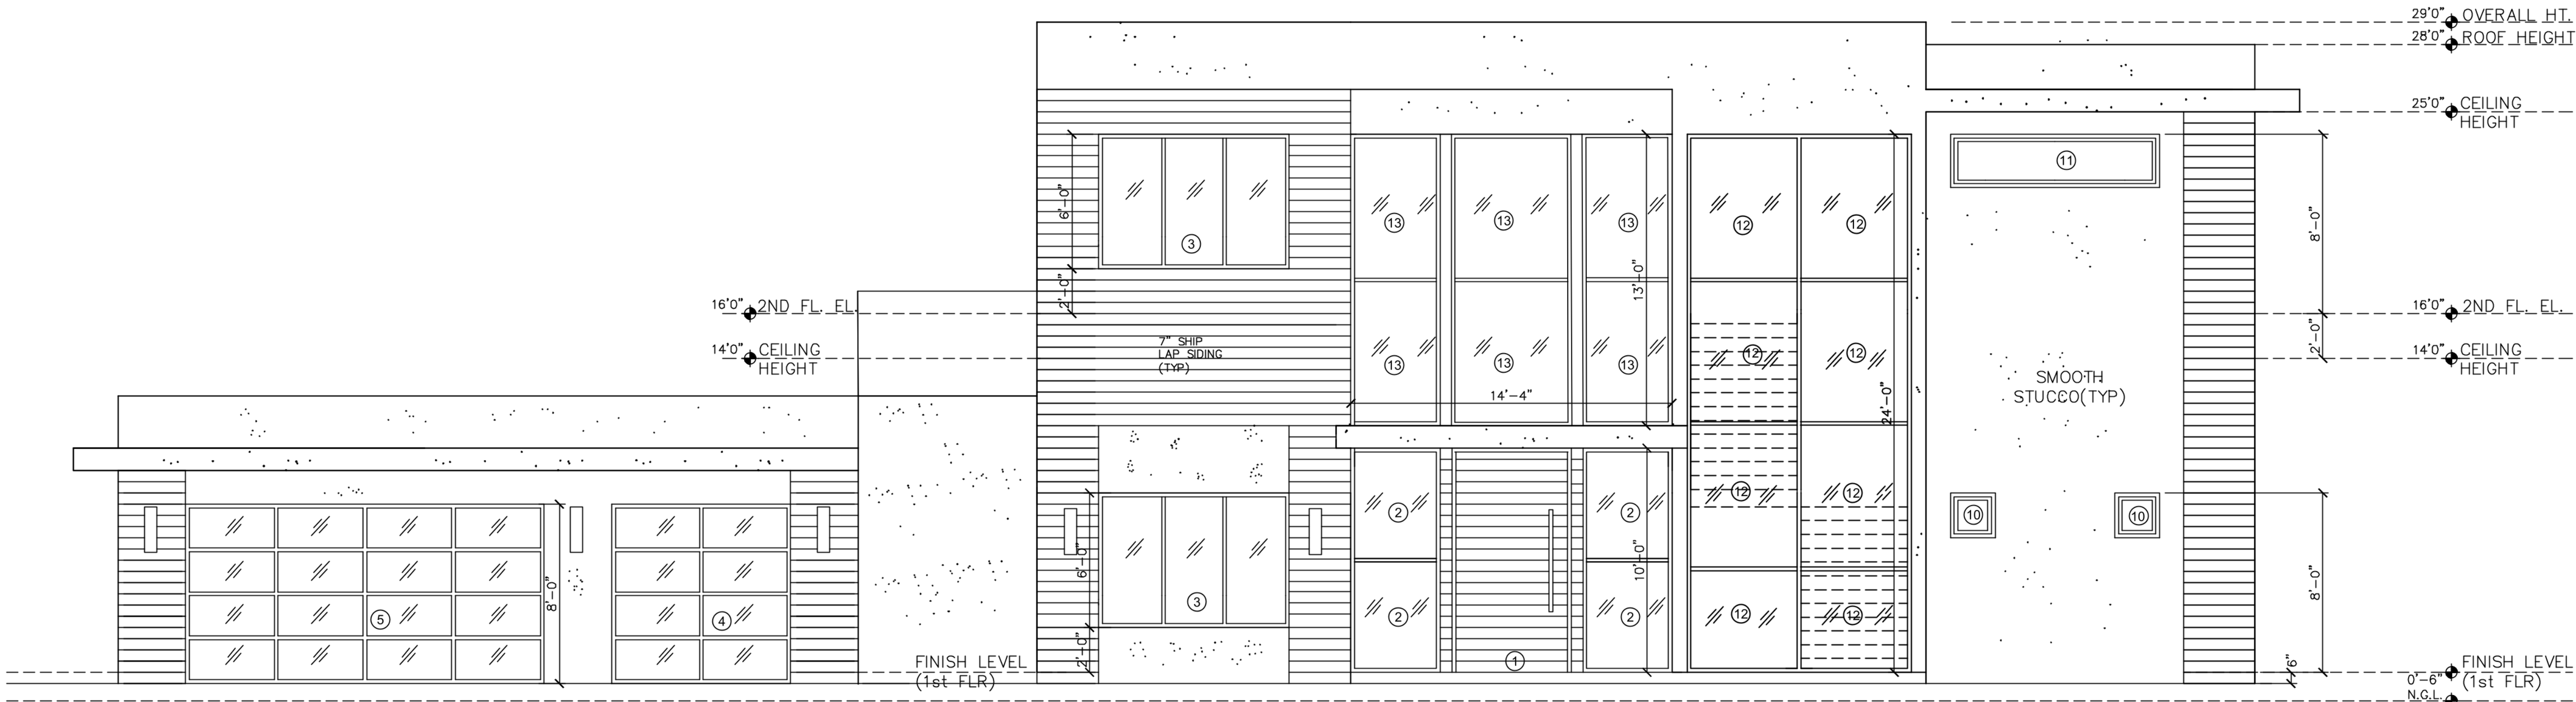 29'0" OVERALL HT.
28'0" ROOF HEIGHT
25'0" CEILING
HEIGHT
11
3
6'-0"
2'-0"
13
13
13
13'-0"
12
12
8'-0"
16'0" 2ND FL. EL.
16'0" 2ND FL. EL.
14'0" CEILING
HEIGHT
7" SHIP
LAP SIDING
(TYP)
13
13
13
14'-4"
12
12
24'-0"
SMOOTH
STUCCO(TYP)
2'-0"
14'0" CEILING
HEIGHT
5
8'-0"
4
6'-0"
3
2'-0"
2
2
2
2
1
10'-0"
12
12
12
12
10
10
8'-0"
6"
FINISH LEVEL
(1st FLR)
FINISH LEVEL
0'-6" (1st FLR)
N.G.L.